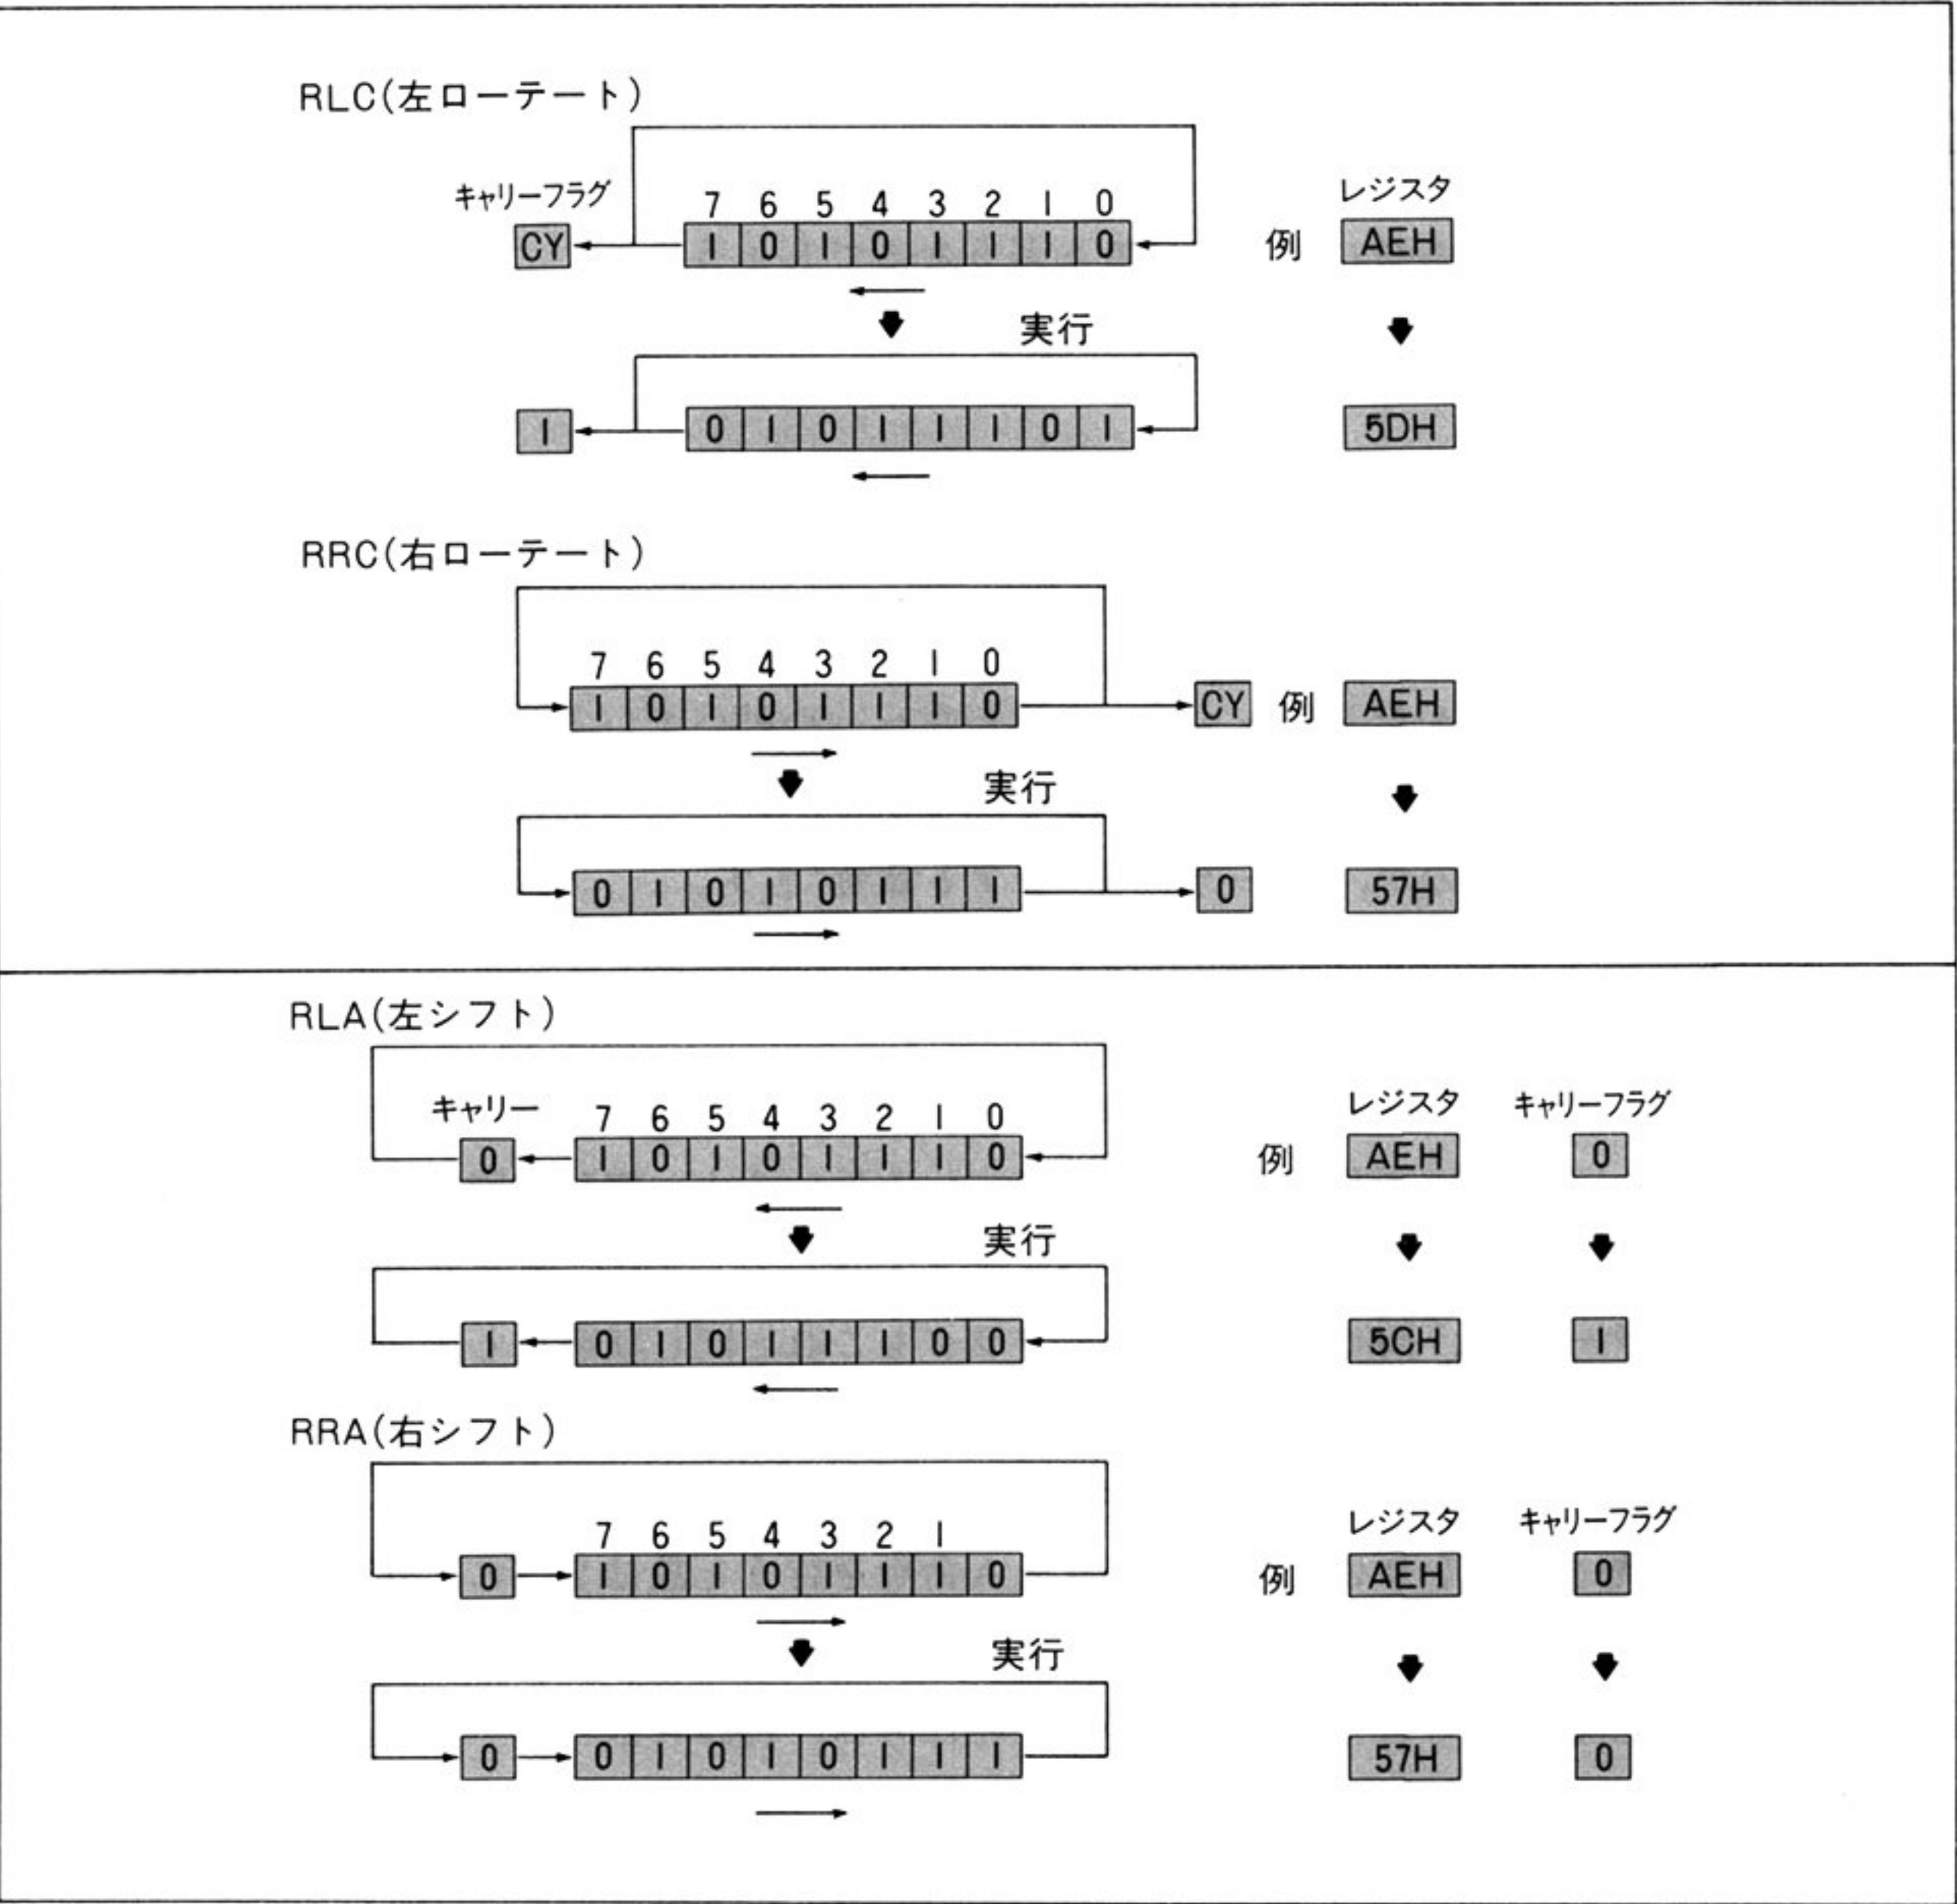 RLC(左ローテート)
キャリーフラグ 7 6 5 4 3 2 1 0 レジスタ
CY 1 0 1 0 1 1 1 0 例 AEH
実行
1 0 1 0 1 1 1 0 1 5DH
RRC(右ローテート)
7 6 5 4 3 2 1 0
1 0 1 0 1 1 1 0 CY 例 AEH
実行
0 1 0 1 0 1 1 1 0 57H
RLA(左シフト)
キャリー 7 6 5 4 3 2 1 0 レジスタ キャリーフラグ
0 1 0 1 0 1 1 1 0 例 AEH 0
実行
1 0 1 0 1 1 1 0 0 5CH 1
RRA(右シフト)
7 6 5 4 3 2 1 レジスタ キャリーフラグ
0 1 0 1 0 1 1 1 0 例 AEH 0
実行
0 0 1 0 1 0 1 1 1 57H 0